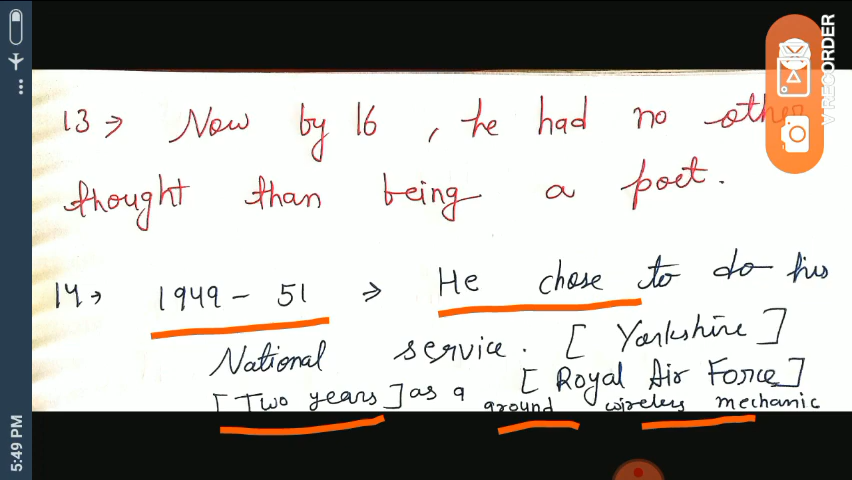 13 → Now by 16, he had no other
thought than being a poet.
14 → 1949 - 51 ⇒ He chose to do his
National service. [Yorkshire]
[Two years] as a [Royal Air Force]
ground wireless mechanic
V RECORDER
5:49 PM